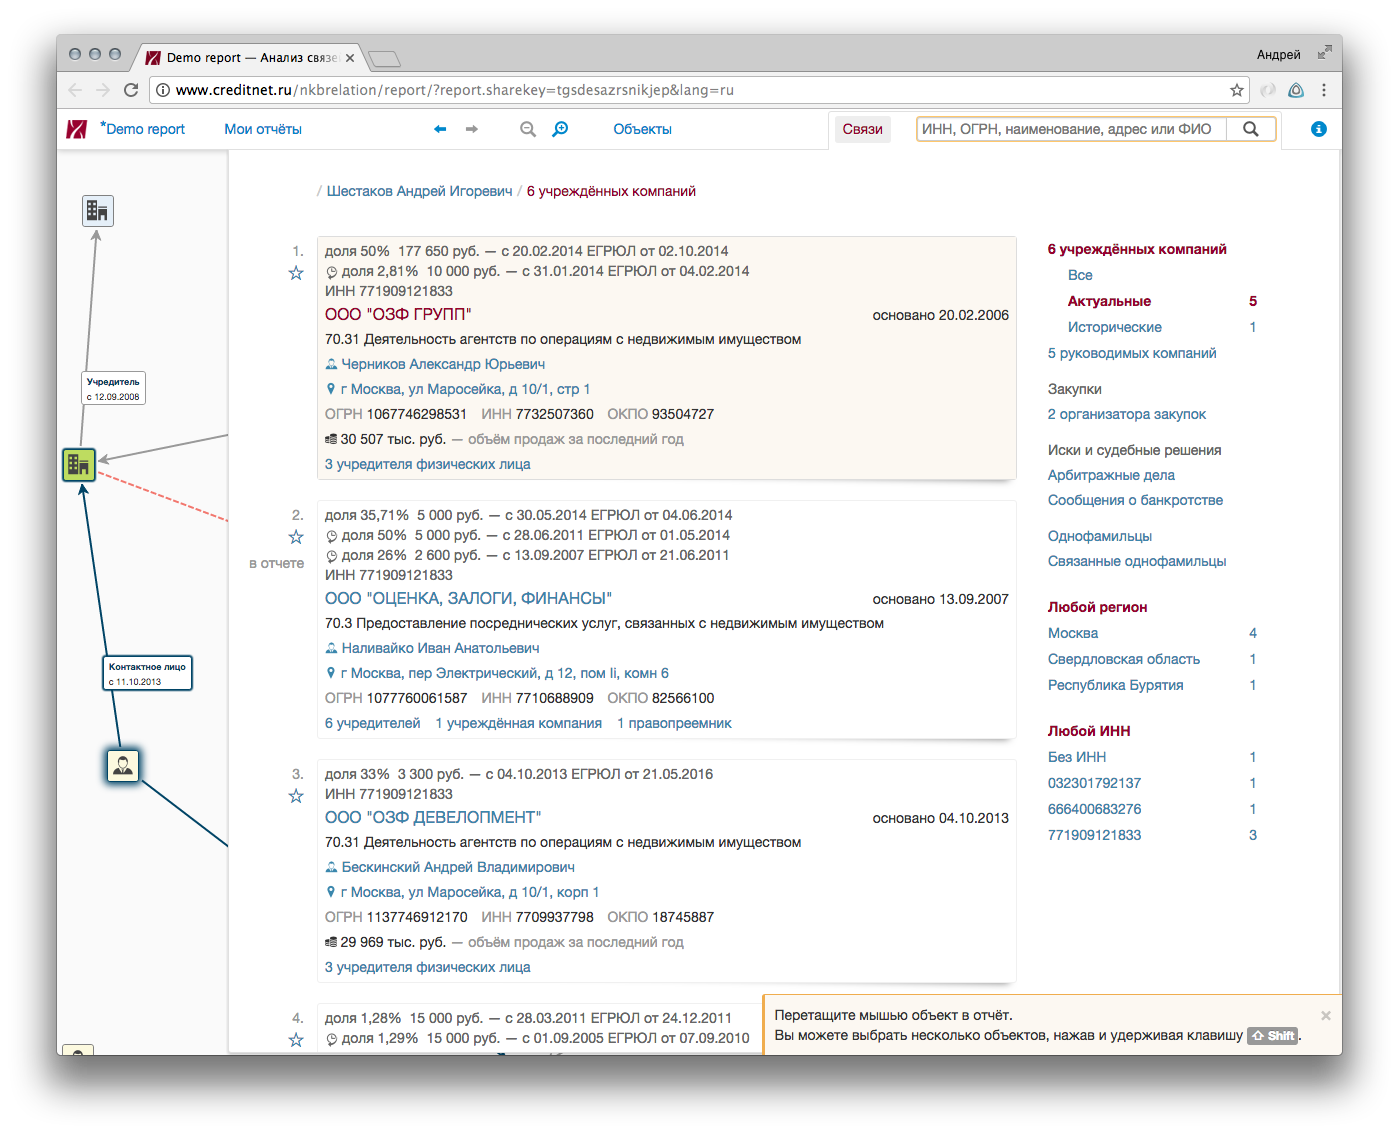 Demo report — Анализ связе
Андрей
www.creditnet.ru/nkbrelation/report/?report.sharekey=tgsdesazrsnikjep&lang=ru
*Demo report
Мои отчёты
Объекты
Связи
ИНН, ОГРН, наименование, адрес или ФИО
Учредитель
с 12.09.2008
Контактное лицо
с 11.10.2013
/ Шестаков Андрей Игоревич / 6 учреждённых компаний
1.
доля 50% 177 650 руб. — с 20.02.2014 ЕГРЮЛ от 02.10.2014
доля 2,81% 10 000 руб. — с 31.01.2014 ЕГРЮЛ от 04.02.2014
ИНН 771909121833
ООО "ОЗФ ГРУПП"
основано 20.02.2006
70.31 Деятельность агентств по операциям с недвижимым имуществом
Черников Александр Юрьевич
г Москва, ул Маросейка, д 10/1, стр 1
ОГРН 1067746298531 ИНН 7732507360 ОКПО 93504727
30 507 тыс. руб. — объём продаж за последний год
3 учредителя физических лица
2.
в отчете
доля 35,71% 5 000 руб. — с 30.05.2014 ЕГРЮЛ от 04.06.2014
доля 50% 5 000 руб. — с 28.06.2011 ЕГРЮЛ от 01.05.2014
доля 26% 2 600 руб. — с 13.09.2007 ЕГРЮЛ от 21.06.2011
ИНН 771909121833
ООО "ОЦЕНКА, ЗАЛОГИ, ФИНАНСЫ"
основано 13.09.2007
70.3 Предоставление посреднических услуг, связанных с недвижимым имуществом
Наливайко Иван Анатольевич
г Москва, пер Электрический, д 12, пом Ii, комн 6
ОГРН 1077760061587 ИНН 7710688909 ОКПО 82566100
6 учредителей 1 учреждённая компания 1 правопреемник
3.
доля 33% 3 300 руб. — с 04.10.2013 ЕГРЮЛ от 21.05.2016
ИНН 771909121833
ООО "ОЗФ ДЕВЕЛОПМЕНТ"
основано 04.10.2013
70.31 Деятельность агентств по операциям с недвижимым имуществом
Бескинский Андрей Владимирович
г Москва, ул Маросейка, д 10/1, корп 1
ОГРН 1137746912170 ИНН 7709937798 ОКПО 18745887
29 969 тыс. руб. — объём продаж за последний год
3 учредителя физических лица
4.
доля 1,28% 15 000 руб. — с 28.03.2011 ЕГРЮЛ от 24.12.2011
доля 1,29% 15 000 руб. — с 01.09.2005 ЕГРЮЛ от 07.09.2010
6 учреждённых компаний
Все
Актуальные 5
Исторические 1
5 руководимых компаний
Закупки
2 организатора закупок
Иски и судебные решения
Арбитражные дела
Сообщения о банкротстве
Однофамильцы
Связанные однофамильцы
Любой регион
Москва 4
Свердловская область 1
Республика Бурятия 1
Любой ИНН
Без ИНН 1
032301792137 1
666400683276 1
771909121833 3
Перетащите мышью объект в отчёт.
Вы можете выбрать несколько объектов, нажав и удерживая клавишу Shift.